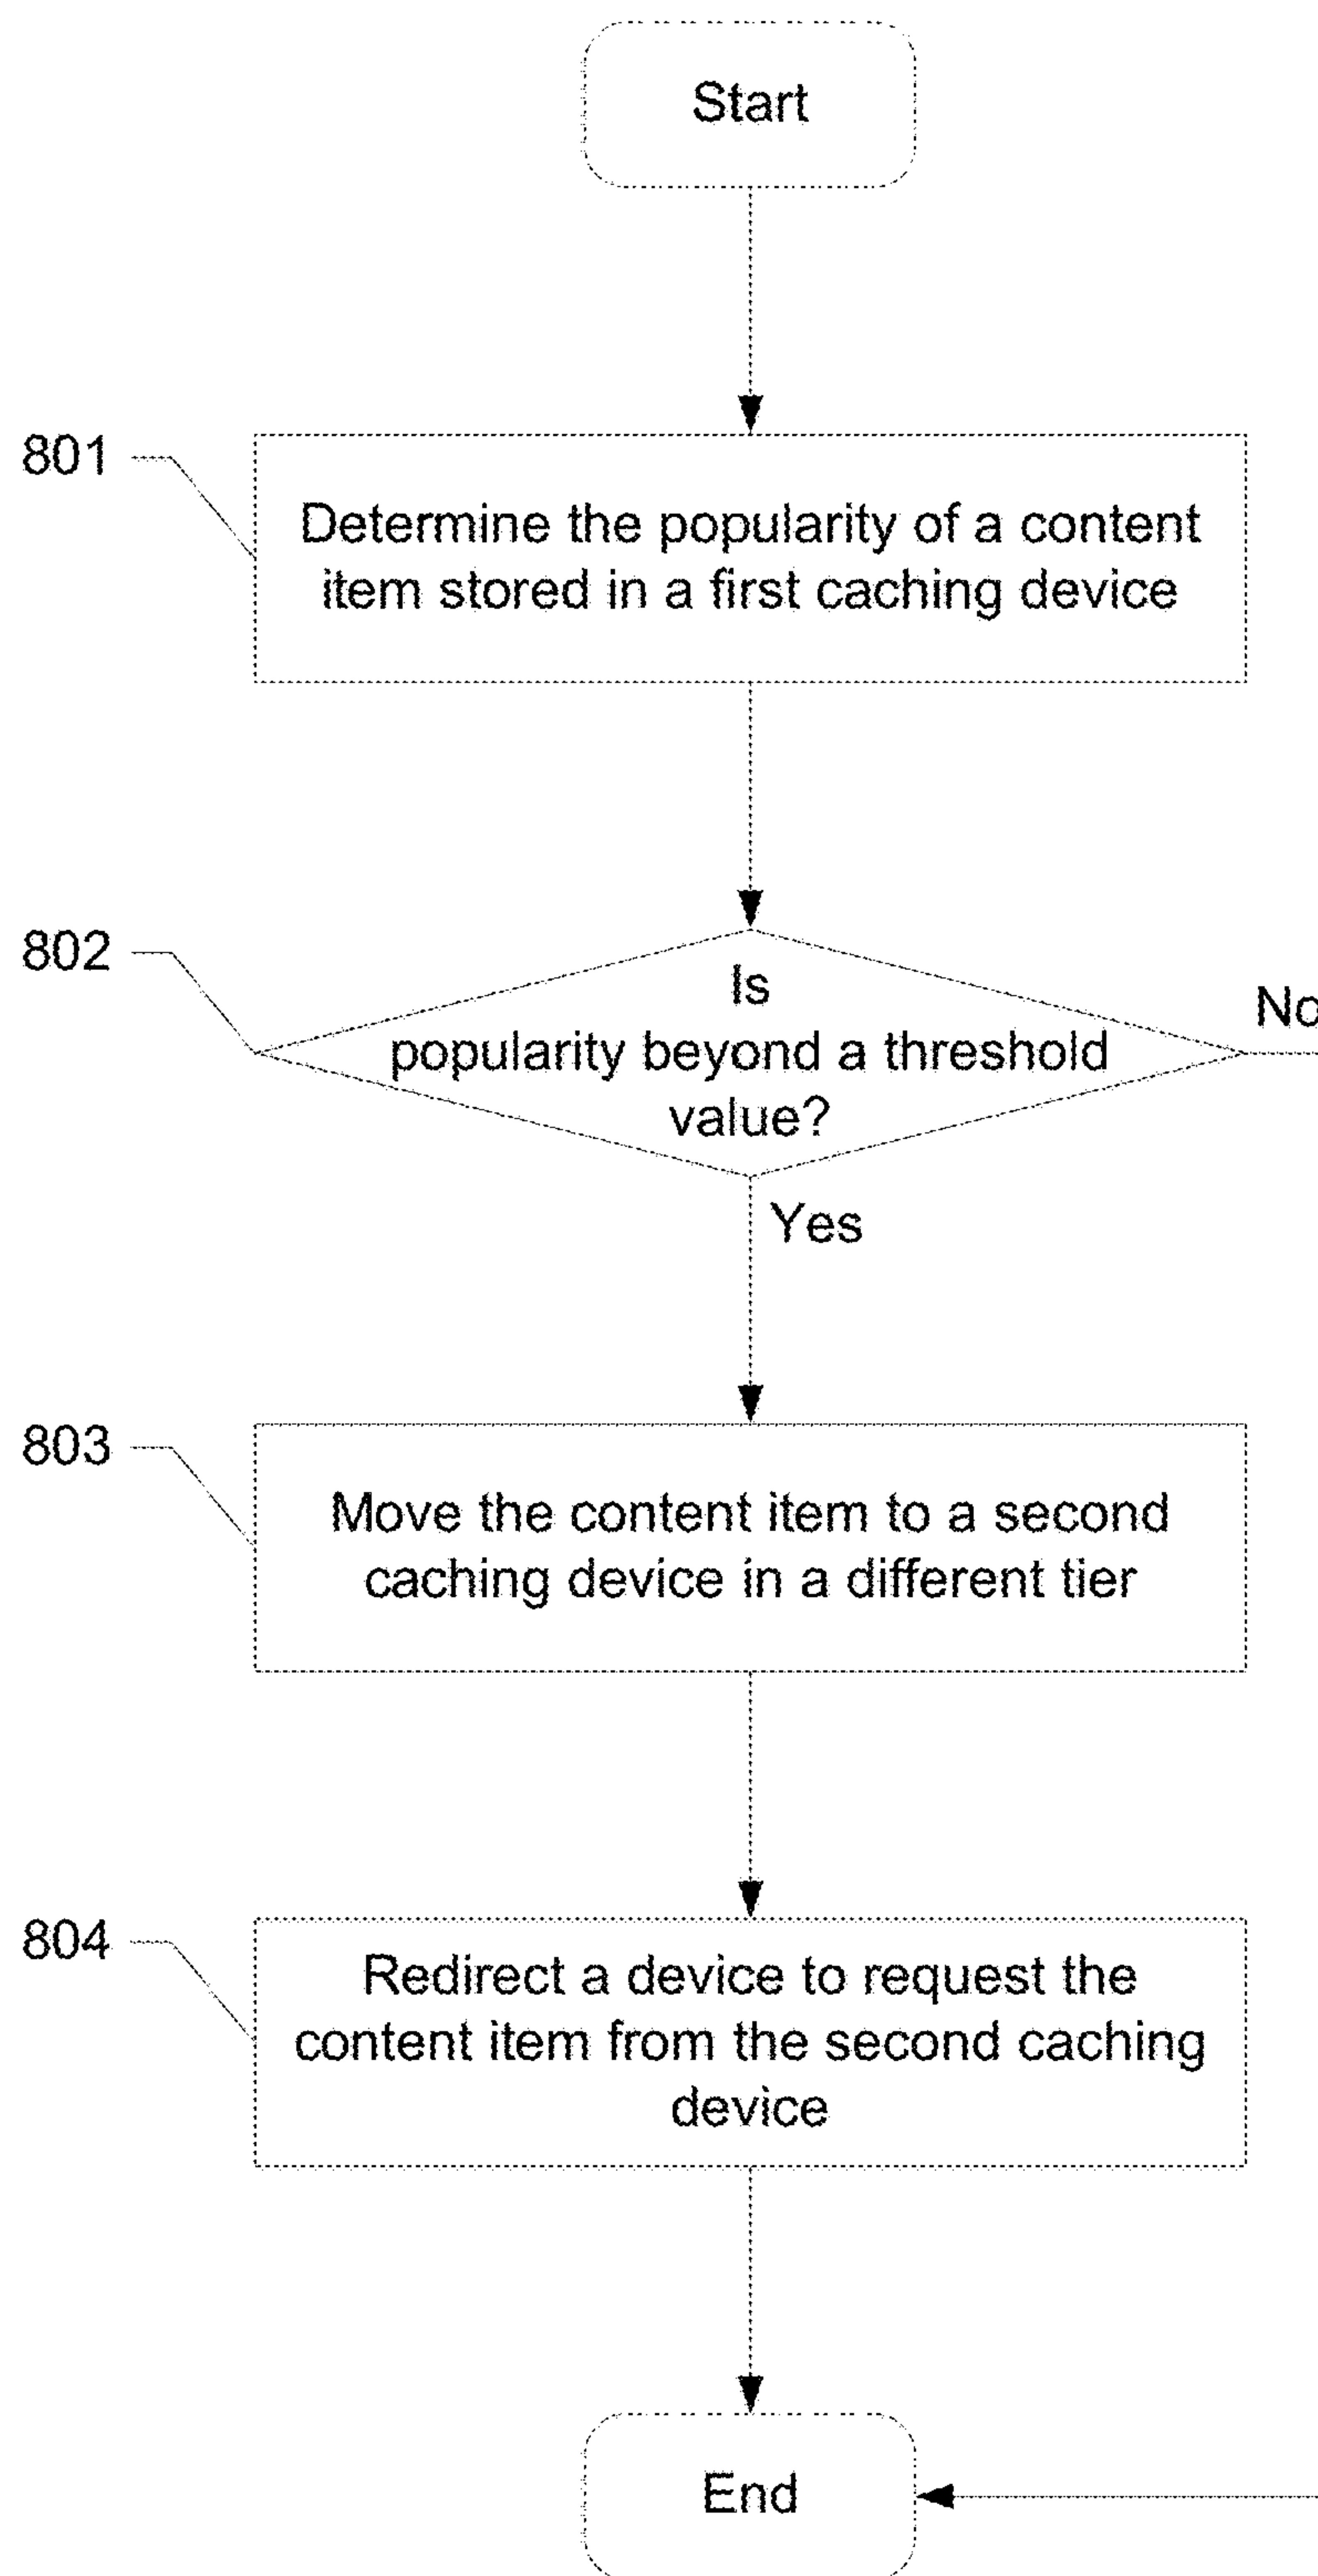 Start
801
Determine the popularity of a content
item stored in a first caching device
802
Is
popularity beyond a threshold
value?
No
Yes
803
Move the content item to a second
caching device in a different tier
804
Redirect a device to request the
content item from the second caching
device
End